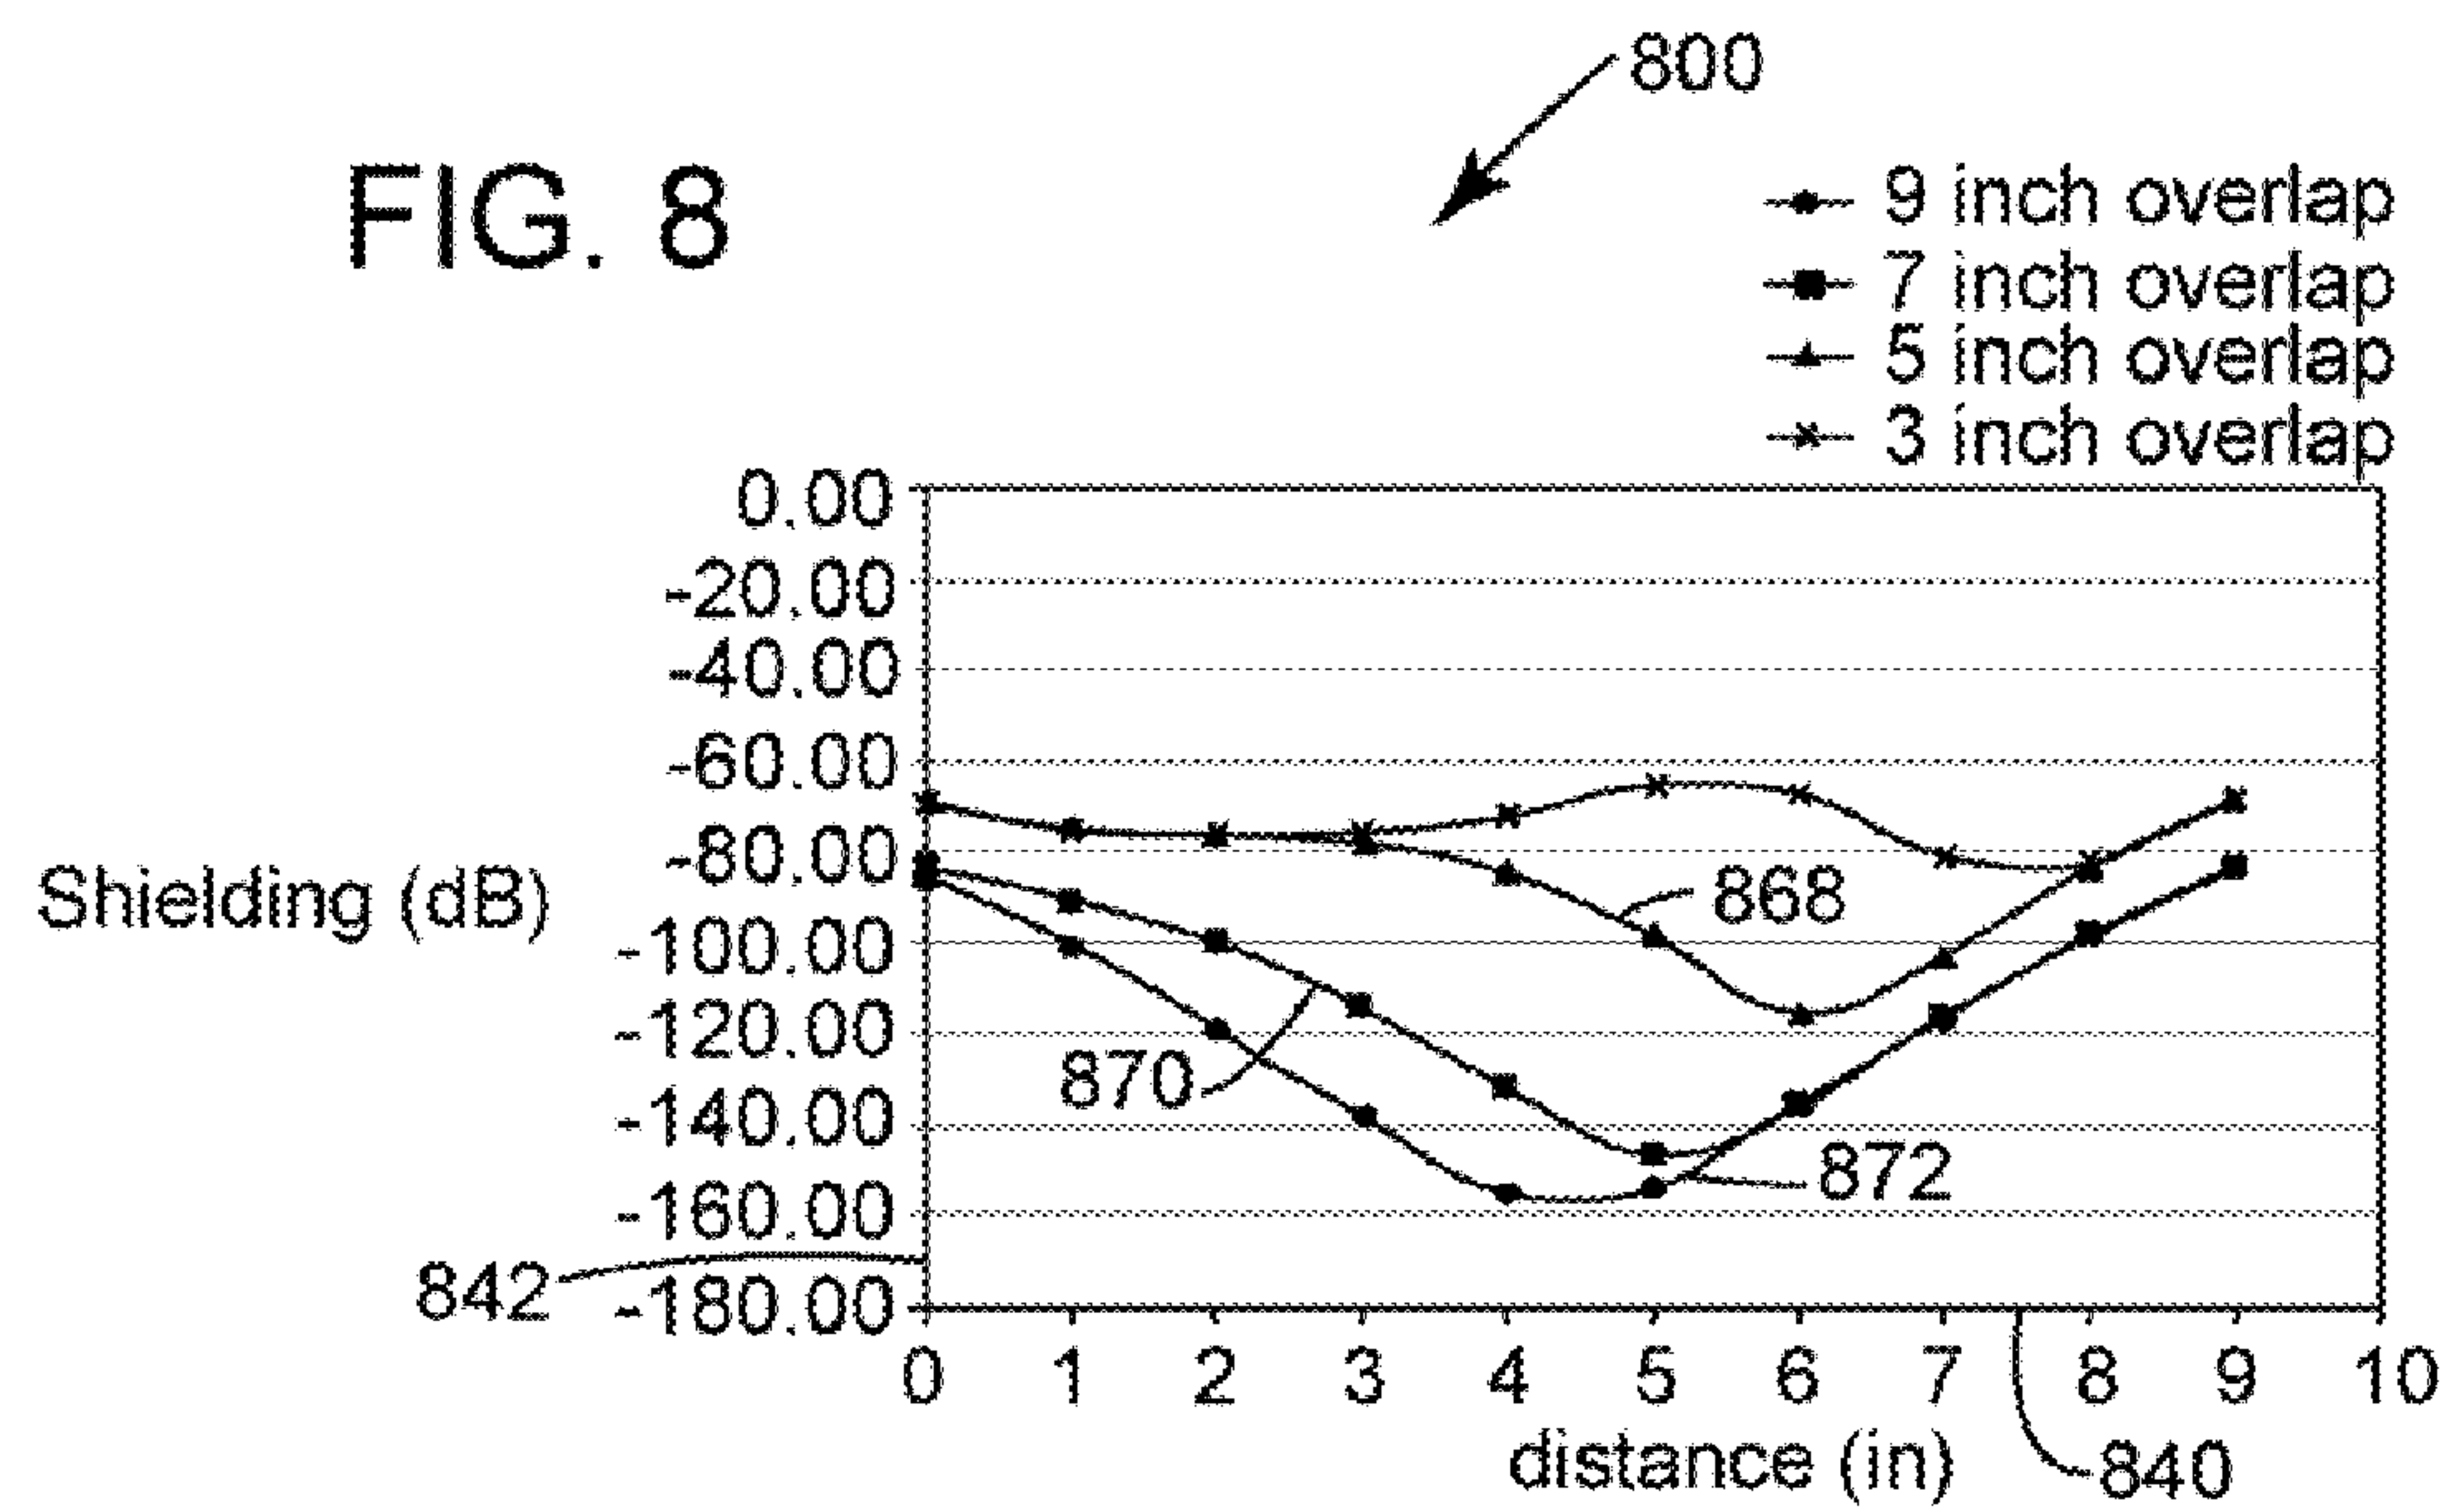 800
FIG. 8
9 inch overlap
7 inch overlap
5 inch overlap
3 inch overlap
0.00
-20.00
-40.00
-60.00
-80.00
-100.00
-120.00
-140.00
-160.00
-180.00
Shielding (dB)
868
870
872
842
0 1 2 3 4 5 6 7 8 9 10
distance (in)
840